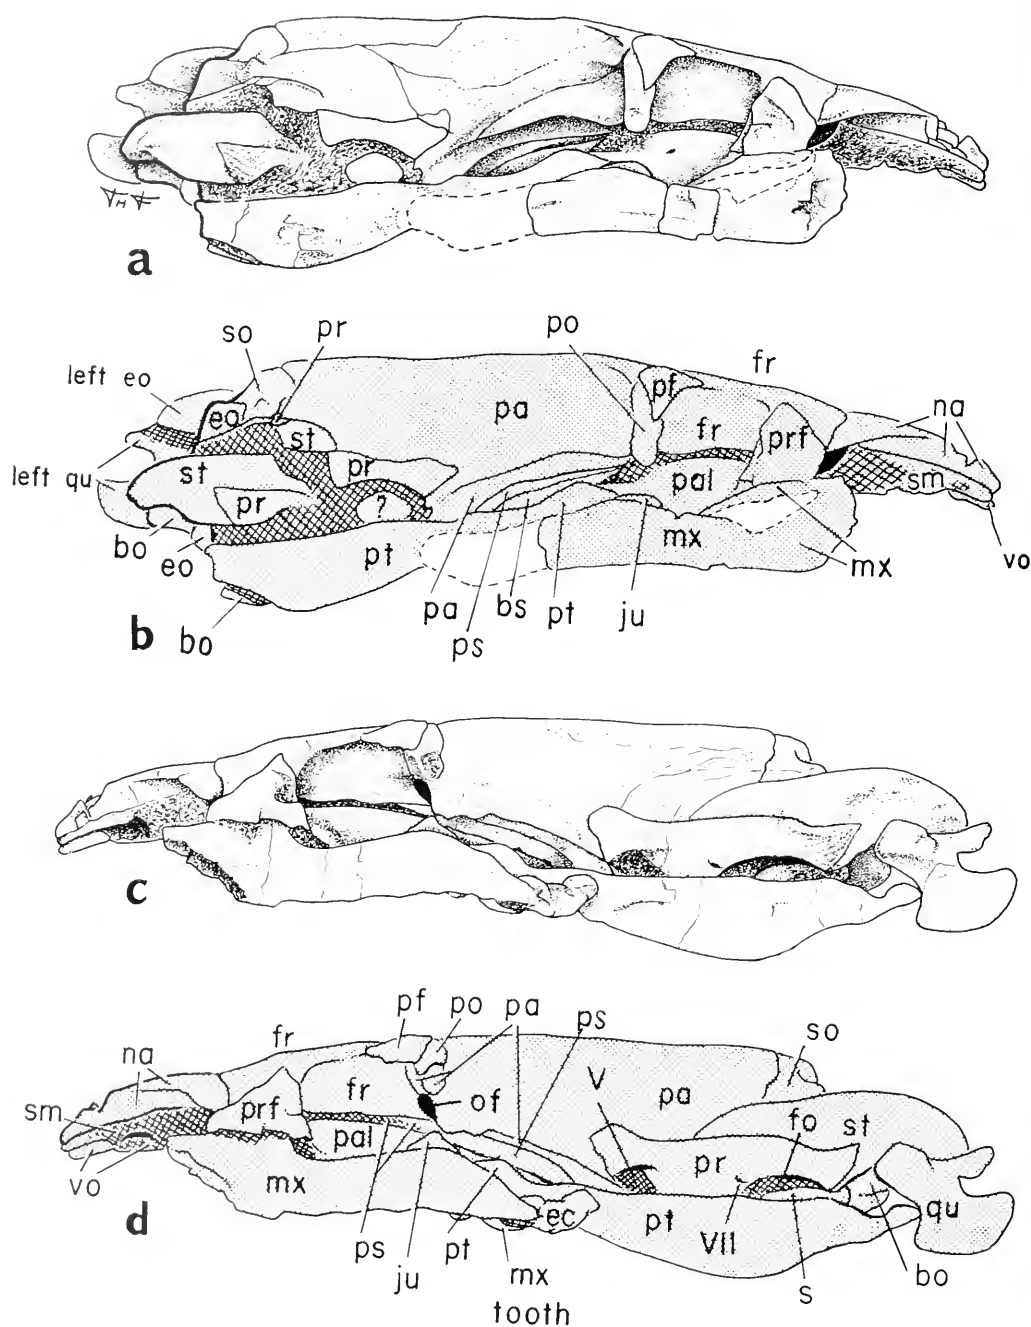 a
so
pr
po
fr
left eo
eo
pa
pf
na
st
fr
prf
left qu
st
pr
pal
sm
pr
?
bo
eo
pt
mx
mx
vo
pa
bs
pt
ju
b
bo
ps
c
pf
po
pa
ps
so
fr
na
V
fr
of
pa
fo
st
sm
prf
pal
pr
vo
mx
ec
pt
VII
qu
d
ps
pt
ju
mx
tooth
s
bo